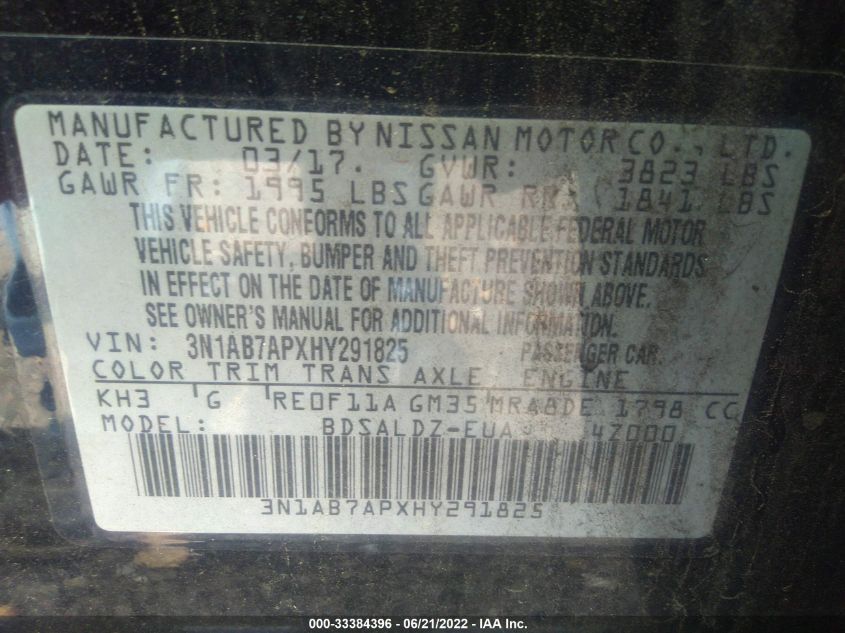 MANUFACTURED BY NISSAN MOTOR CO., LTD.
DATE: 03/17. GVWR: 3823 LBS
GAWR FR: 1995 LBS GAWR RR: 1841 LBS
THIS VEHICLE CONFORMS TO ALL APPLICABLE FEDERAL MOTOR
VEHICLE SAFETY, BUMPER AND THEFT PREVENTION STANDARDS
IN EFFECT ON THE DATE OF MANUFACTURE SHOWN ABOVE.
SEE OWNER'S MANUAL FOR ADDITIONAL INFORMATION.
VIN: 3N1AB7APXHY291825 PASSENGER CAR.
COLOR TRIM TRANS AXLE ENGINE
KH3 G RE0F11A GM35 MRA8DE 1798 CC
MODEL: BDSALDZ-EUA
3N1AB7APXHY291825
000-33384396 - 06/21/2022 - IAA Inc.